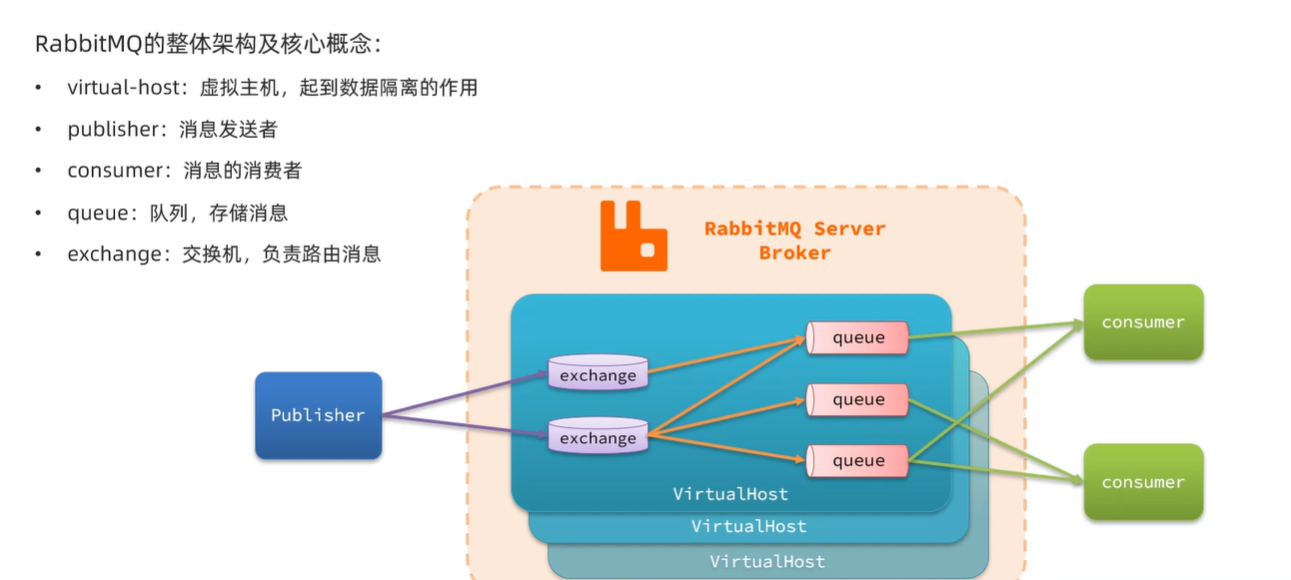 RabbitMQ的整体架构及核心概念：
• virtual-host：虚拟主机，起到数据隔离的作用
• publisher：消息发送者
• consumer：消息的消费者
• queue：队列，存储消息
• exchange：交换机，负责路由消息
RabbitMQ Server
Broker
Publisher
exchange
exchange
queue
queue
queue
VirtualHost
VirtualHost
VirtualHost
consumer
consumer